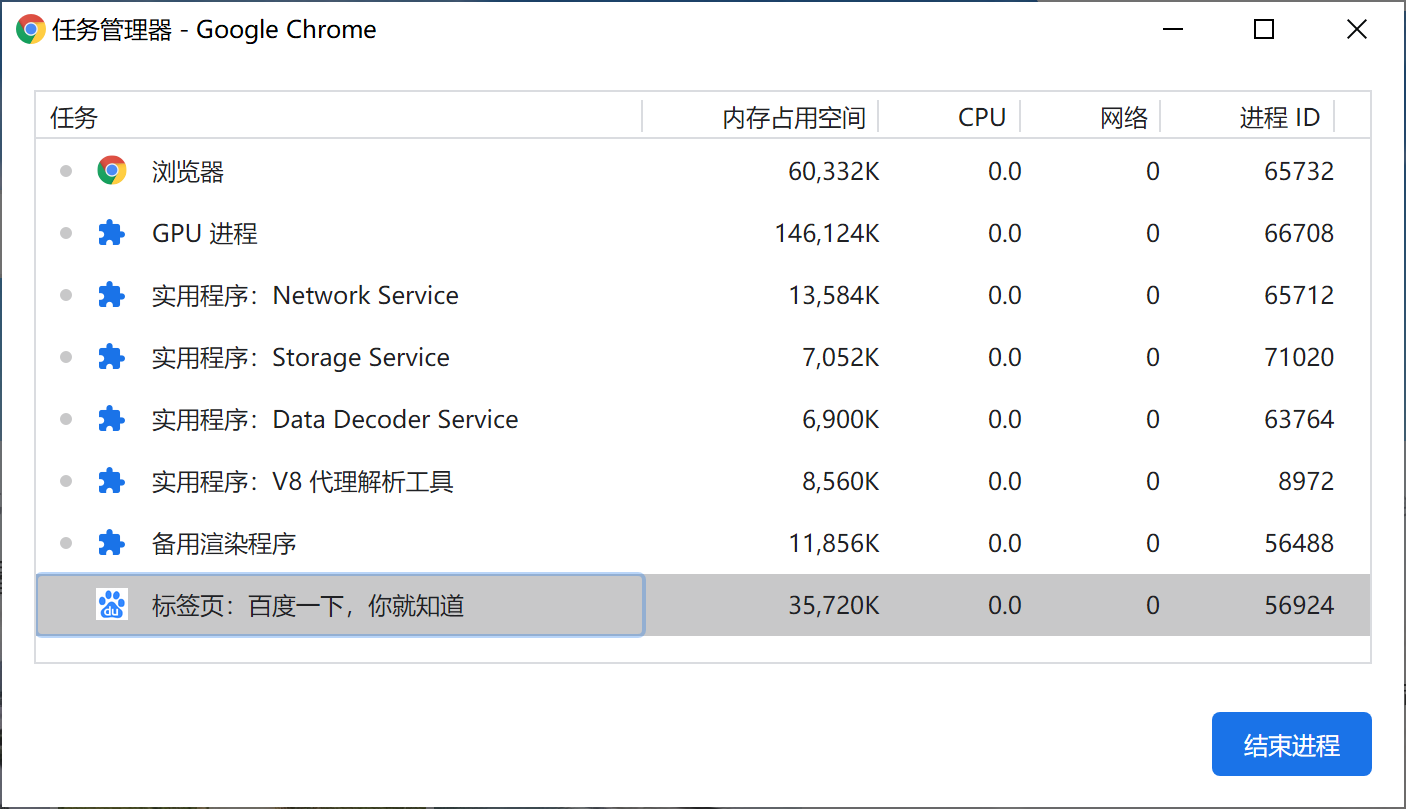 任务管理器 - Google Chrome
任务 内存占用空间 CPU 网络 进程 ID
浏览器 60,332K 0.0 0 65732
GPU 进程 146,124K 0.0 0 66708
实用程序：Network Service 13,584K 0.0 0 65712
实用程序：Storage Service 7,052K 0.0 0 71020
实用程序：Data Decoder Service 6,900K 0.0 0 63764
实用程序：V8 代理解析工具 8,560K 0.0 0 8972
备用渲染程序 11,856K 0.0 0 56488
du 标签页：百度一下，你就知道 35,720K 0.0 0 56924
结束进程